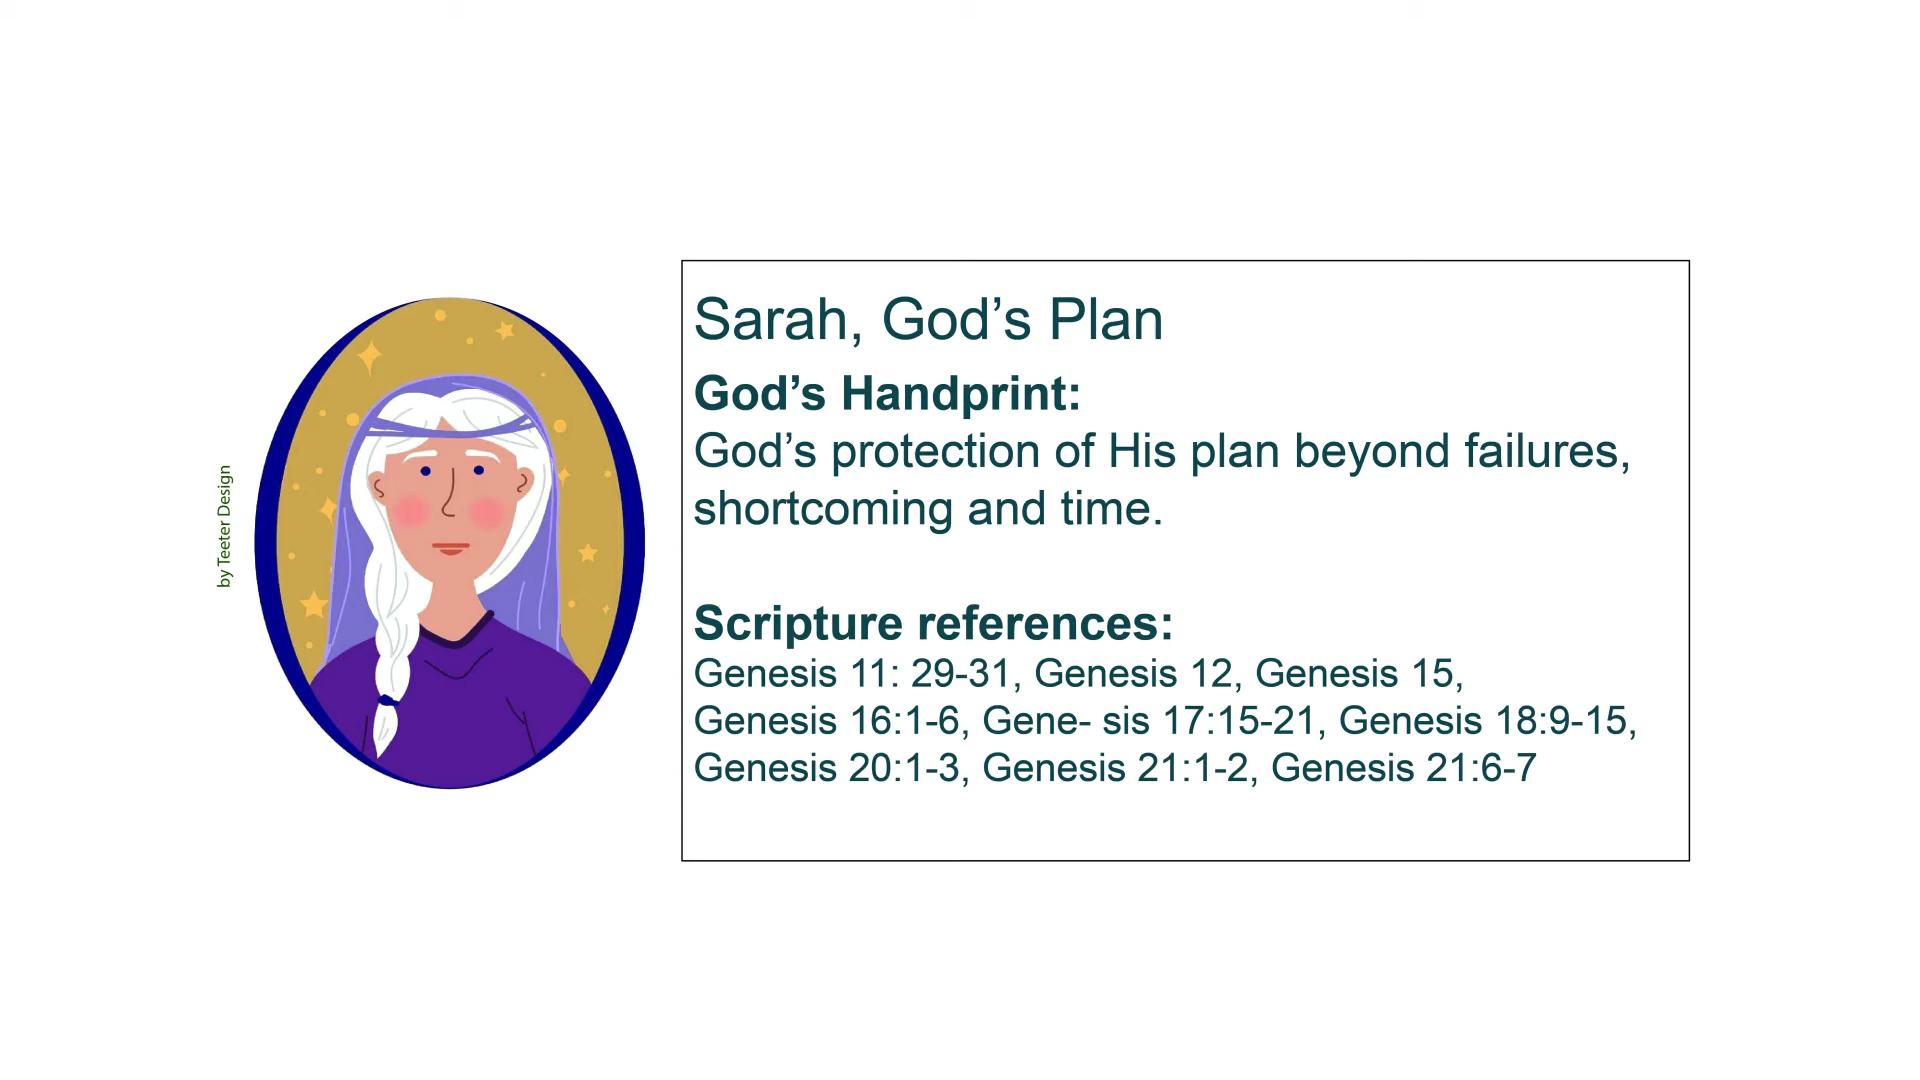 by Teeter Design
Sarah, God’s Plan
God’s Handprint:
God’s protection of His plan beyond failures,
shortcoming and time.
Scripture references:
Genesis 11: 29-31, Genesis 12, Genesis 15,
Genesis 16:1-6, Gene- sis 17:15-21, Genesis 18:9-15,
Genesis 20:1-3, Genesis 21:1-2, Genesis 21:6-7